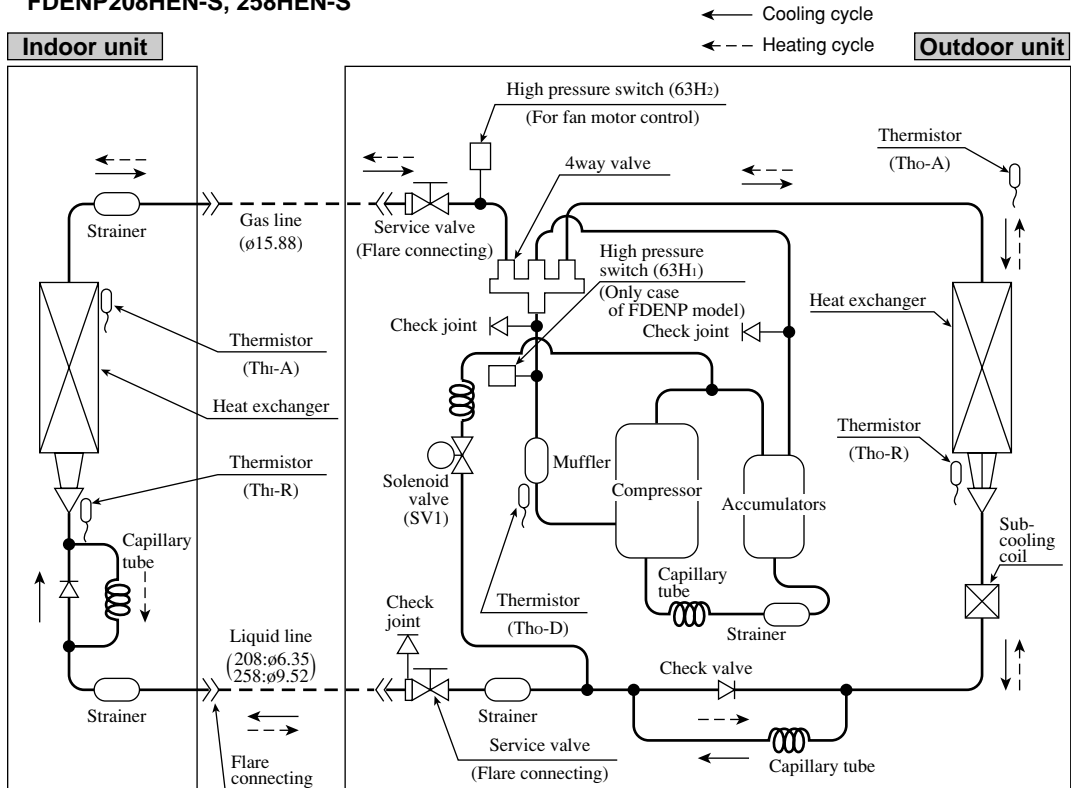 FDENP208HEN-S, 258HEN-S
Cooling cycle
Heating cycle
Indoor unit
Outdoor unit
High pressure switch (63H2)
(For fan motor control)
4way valve
Thermistor
(Tho-A)
Strainer
Gas line
(ø15.88)
Service valve
(Flare connecting)
High pressure
switch (63H1)
(Only case
of FDENP model)
Check joint
Check joint
Heat exchanger
Thermistor
(ThI-A)
Heat exchanger
Thermistor
(ThI-R)
Capillary
tube
Solenoid
valve
(SV1)
Muffler
Compressor
Accumulators
Thermistor
(Tho-R)
Sub-
cooling
coil
Thermistor
(Tho-D)
Capillary
tube
Strainer
Check
joint
Liquid line
(208:ø6.35
258:ø9.52)
Strainer
Flare
connecting
Strainer
Service valve
(Flare connecting)
Check valve
Capillary tube